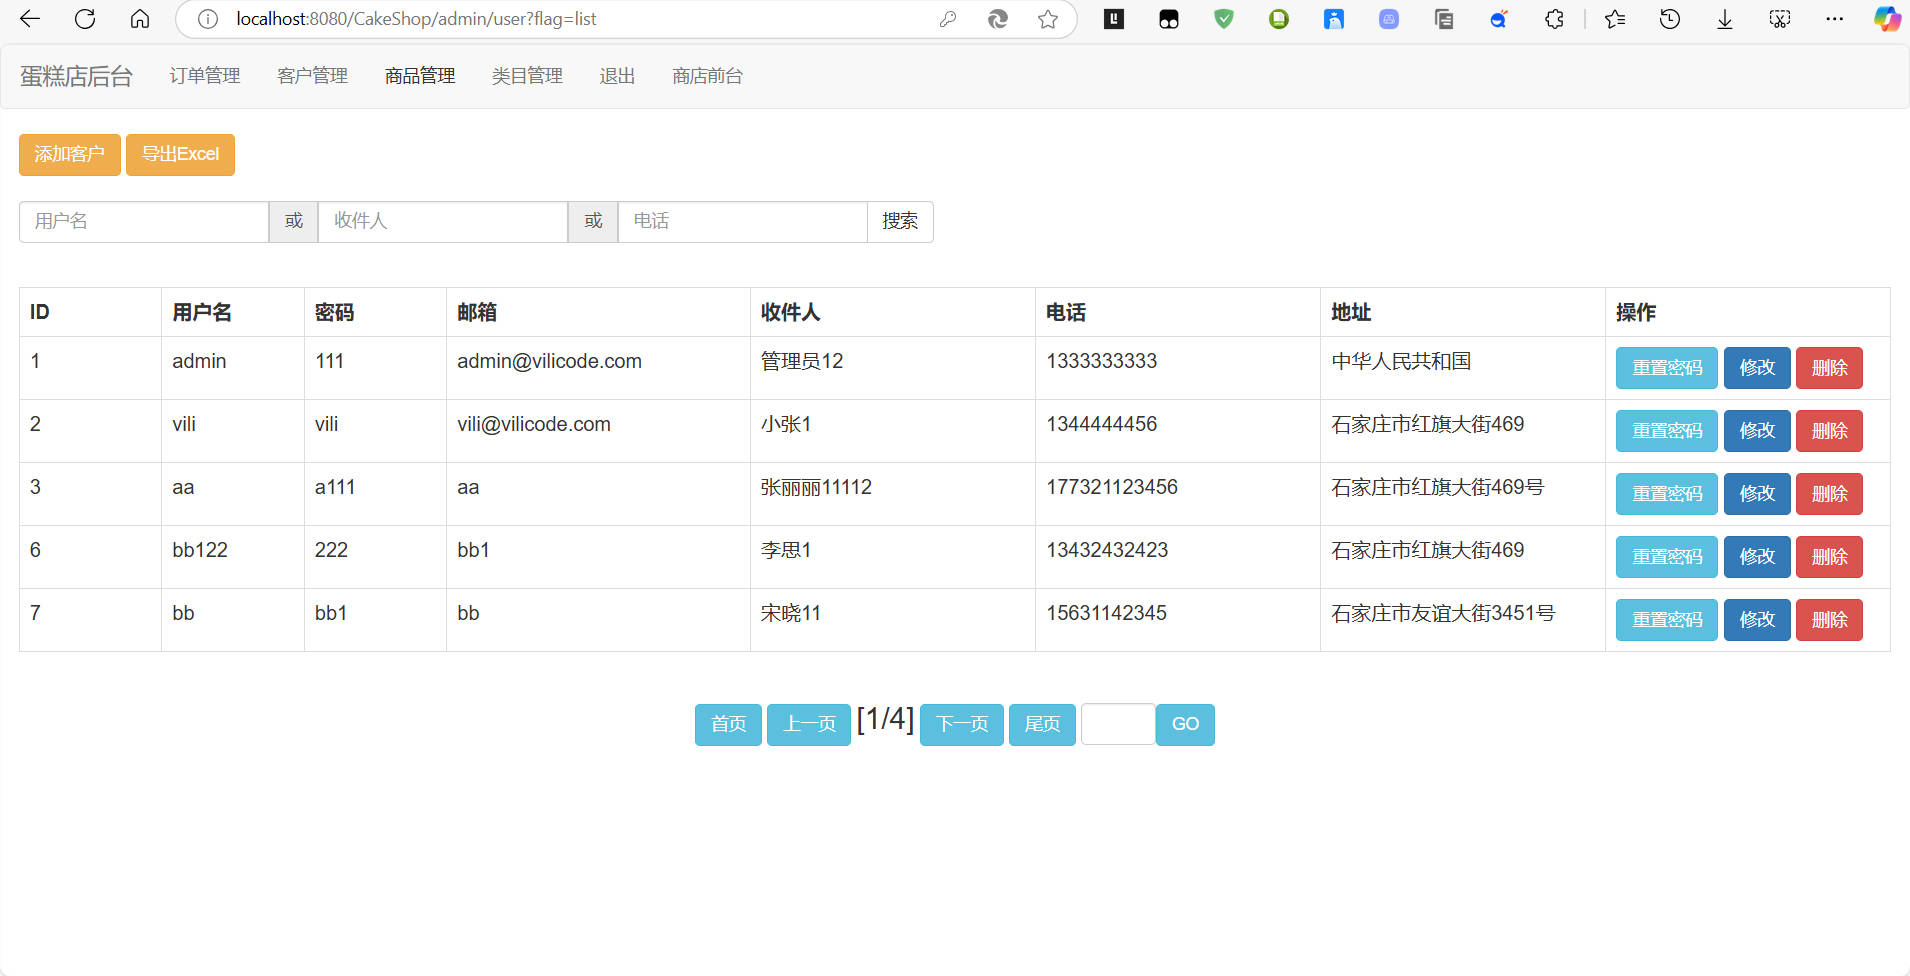 localhost:8080/CakeShop/admin/user?flag=list
蛋糕店后台 订单管理 客户管理 商品管理 类目管理 退出 商店前台
添加客户 导出Excel
用户名 或 收件人 或 电话 搜索
ID 用户名 密码 邮箱 收件人 电话 地址 操作
1 admin 111 admin@vilicode.com 管理员12 1333333333 中华人民共和国 重置密码 修改 删除
2 vili vili vili@vilicode.com 小张1 1344444456 石家庄市红旗大街469 重置密码 修改 删除
3 aa a111 aa 张丽丽11112 177321123456 石家庄市红旗大街469号 重置密码 修改 删除
6 bb122 222 bb1 李思1 13432432423 石家庄市红旗大街469 重置密码 修改 删除
7 bb bb1 bb 宋晓11 15631142345 石家庄市友谊大街3451号 重置密码 修改 删除
首页 上一页 [1/4] 下一页 尾页 GO